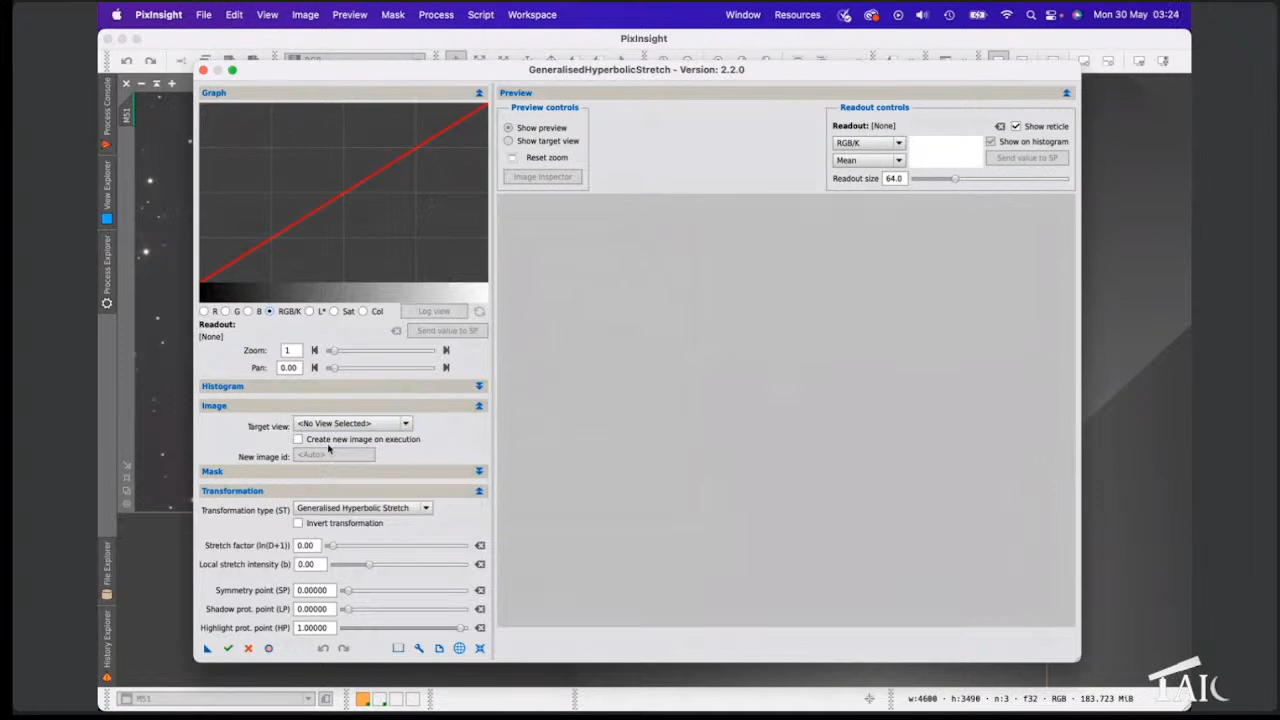 PixInsight File Edit View Image Preview Mask Process Script Workspace Window Resources Mon 30 May 03:24
PixInsight
GeneralisedHyperbolicStretch - Version: 2.2.0
Process Console
View Explorer
Process Explorer
File Explorer
History Explorer
M51
Graph
R G B RGB/K L* Sat Col Log view
Readout:
[None]
Send value to SP
Zoom: 1
Pan: 0.00
Histogram
Image
Target view: <No View Selected>
Create new image on execution
New image id: <Auto>
Mask
Transformation
Transformation type (ST) Generalised Hyperbolic Stretch
Invert transformation
Stretch factor (ln(D+1)) 0.00
Local stretch intensity (b) 0.00
Symmetry point (SP) 0.00000
Shadow prot. point (LP) 0.00000
Highlight prot. point (HP) 1.00000
Preview
Preview controls
Show preview
Show target view
Reset zoom
Image Inspector
Readout controls
Readout: [None] Show reticle
RGB/K Show on histogram
Mean Send value to SP
Readout size 64.0
M51
w:4600 · h:3490 · n:3 · f32 · RGB · 183.723 MiB
TAIC